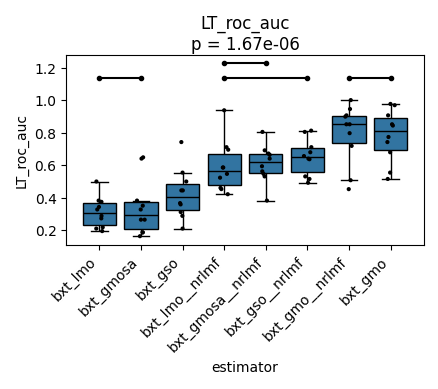 LT_roc_auc
p = 1.67e-06
LT_roc_auc
1.2
1.0
0.8
0.6
0.4
0.2
bxt_lmo
bxt_gmosa
bxt_gso
bxt_lmo__nrlmf
bxt_gmosa__nrlmf
bxt_gso__nrlmf
bxt_gmo__nrlmf
bxt_gmo
estimator